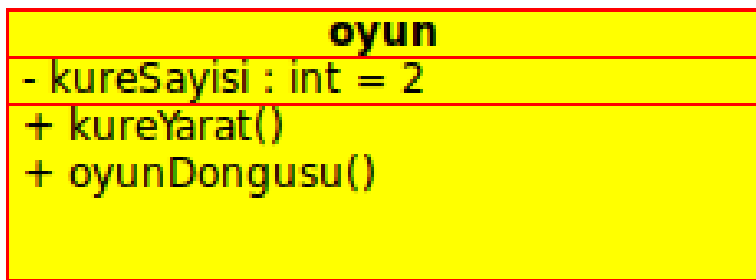 oyun
- kureSayisi : int = 2
+ kureYarat()
+ oyunDongusu()